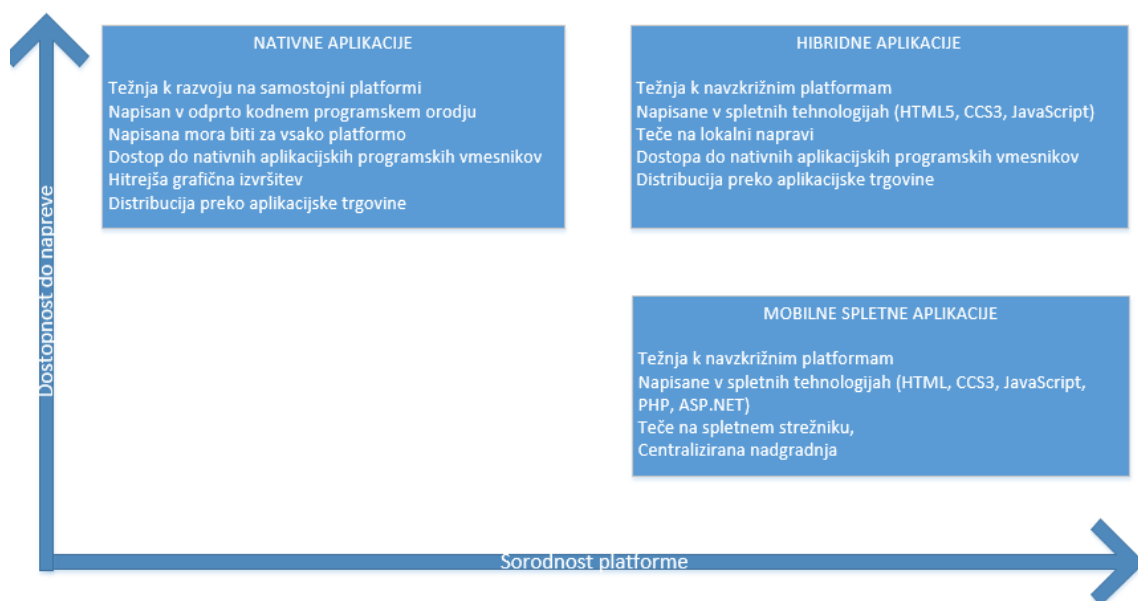 NATIVNE APLIKACIJE
Težnja k razvoju na samostojni platformi
Napisan v odprto kodnem programskem orodju
Napisana mora biti za vsako platformo
Dostop do nativnih aplikacijskih programskih vmesnikov
Hitrejša grafična izvršitev
Distribucija preko aplikacijske trgovine
HIBRIDNE APLIKACIJE
Težnja k navzkrižnim platformam
Napisane v spletnih tehnologijah (HTML5, CCS3, JavaScript)
Teče na lokalni napravi
Dostopa do nativnih aplikacijskih programskih vmesnikov
Distribucija preko aplikacijske trgovine
MOBILNE SPLETNE APLIKACIJE
Težnja k navzkrižnim platformam
Napisane v spletnih tehnologijah (HTML, CCS3, JavaScript,
PHP, ASP.NET)
Teče na spletnem strežniku,
Centralizirana nadgradnja
Dostopnost do napreve
Sorodnost platforme